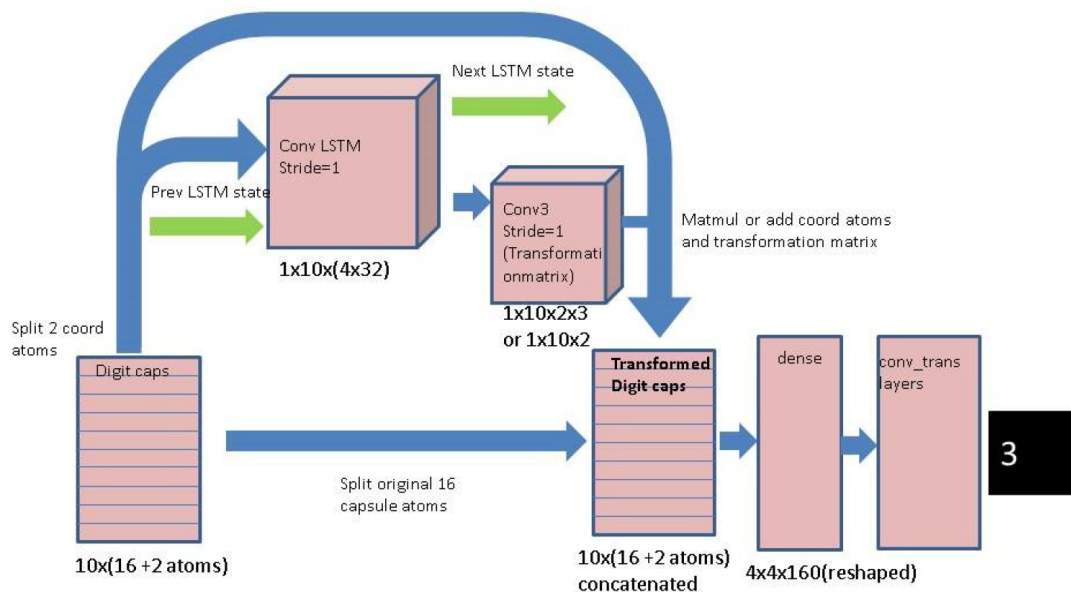 Next LSTM state
Conv LSTM
Stride=1
Prev LSTM state
1x10x(4x32)
Conv3
Stride=1
(Transformati
onmatrix)
1x10x2x3
or 1x10x2
Matmul or add coord atoms
and transformation matrix
Split 2 coord
atoms
Digit caps
Transformed
Digit caps
dense
conv_trans
layers
3
Split original 16
capsule atoms
10x(16 +2 atoms)
10x(16 +2 atoms)
concatenated
4x4x160(reshaped)